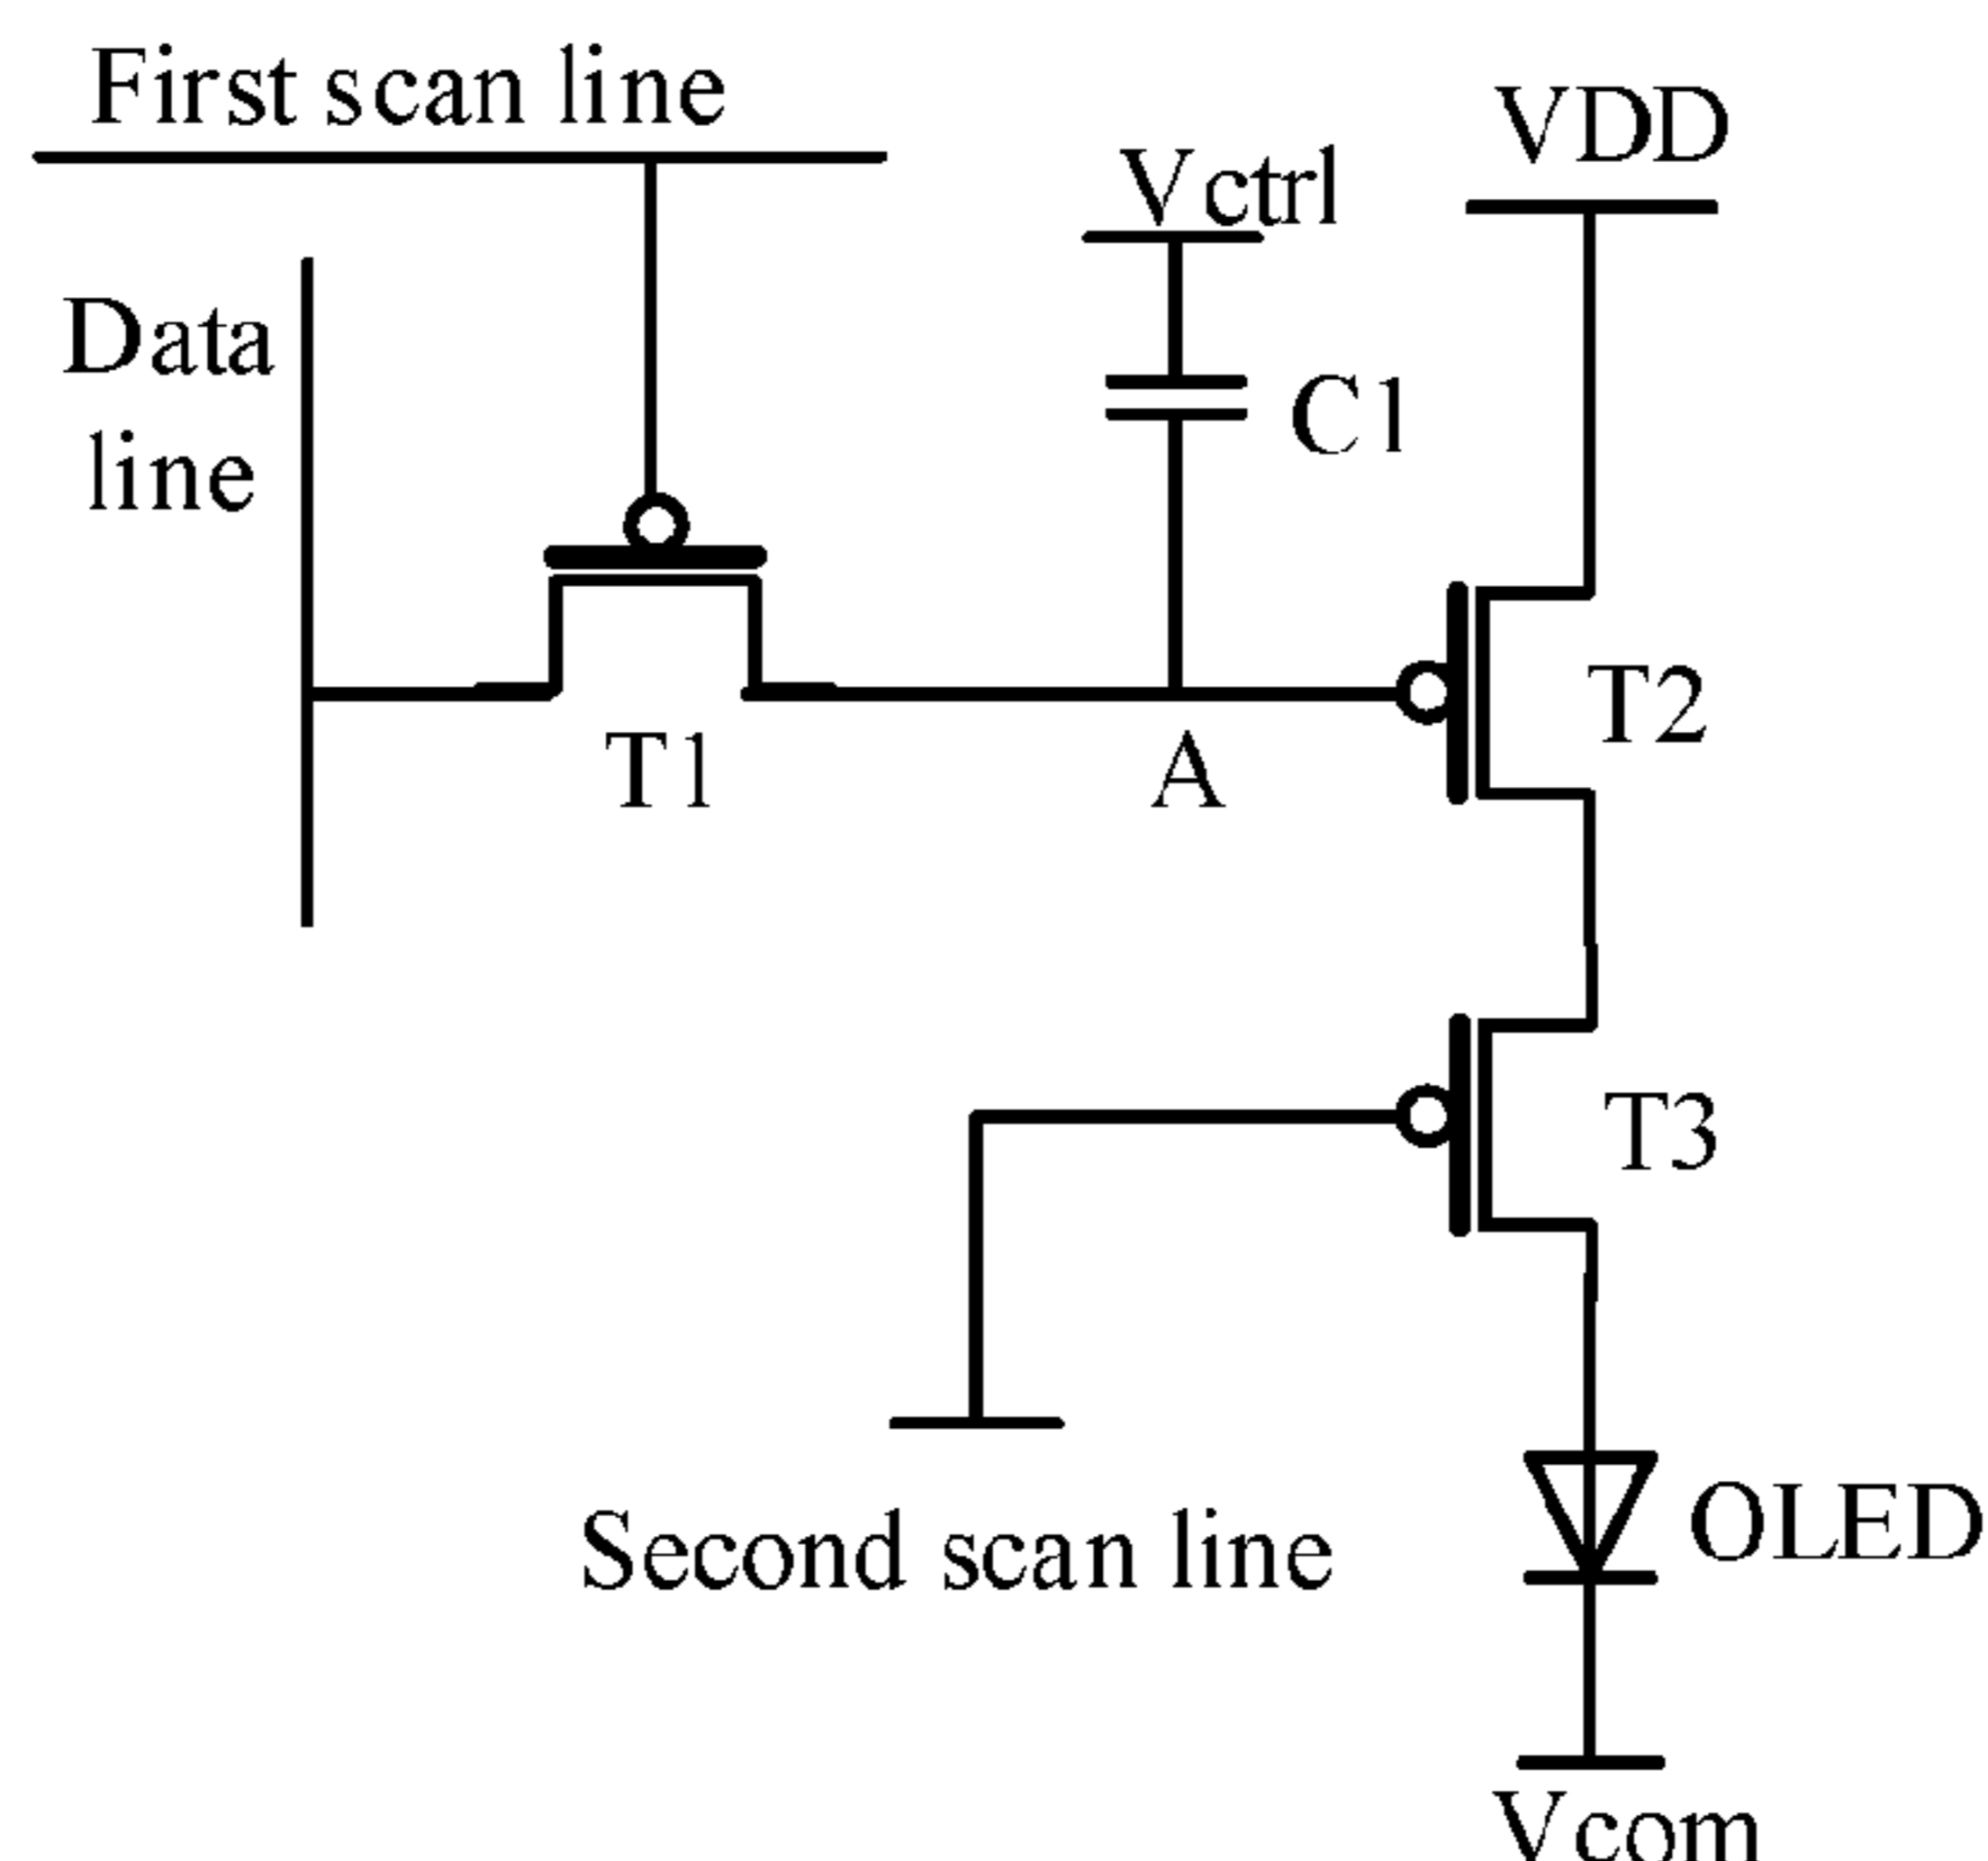 First scan line
VDD
Vctrl
Data
line
C1
T2
T1
A
T3
OLED
Second scan line
Vcom